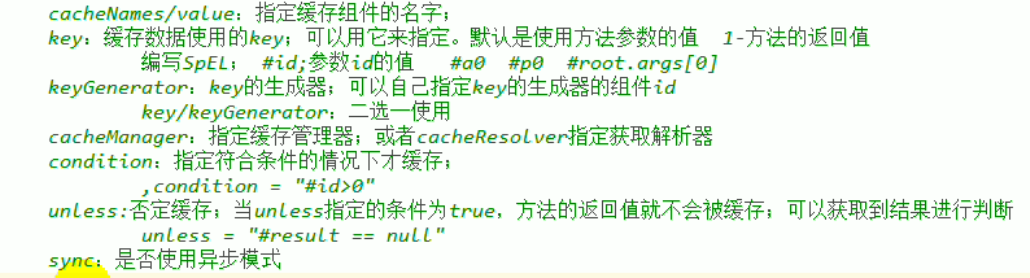 cacheNames/value：指定缓存组件的名字；
key：缓存数据使用的key；可以用它来指定。默认是使用方法参数的值  1-方法的返回值
编写SpEL； #id;参数id的值   #a0  #p0  #root.args[0]
keyGenerator：key的生成器；可以自己指定key的生成器的组件id
key/keyGenerator：二选一使用
cacheManager：指定缓存管理器；或者cacheResolver指定获取解析器
condition：指定符合条件的情况下才缓存；
,condition = "#id>0"
unless:否定缓存；当unless指定的条件为true，方法的返回值就不会被缓存；可以获取到结果进行判断
unless = "#result == null"
sync：是否使用异步模式